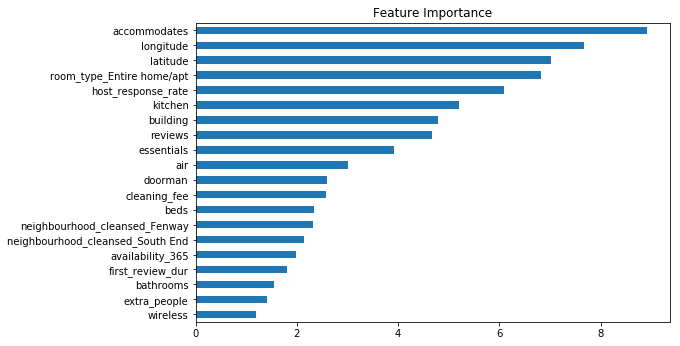 Feature Importance
accommodates
longitude
latitude
room_type_Entire home/apt
host_response_rate
kitchen
building
reviews
essentials
air
doorman
cleaning_fee
beds
neighbourhood_cleansed_Fenway
neighbourhood_cleansed_South End
availability_365
first_review_dur
bathrooms
extra_people
wireless
0 2 4 6 8